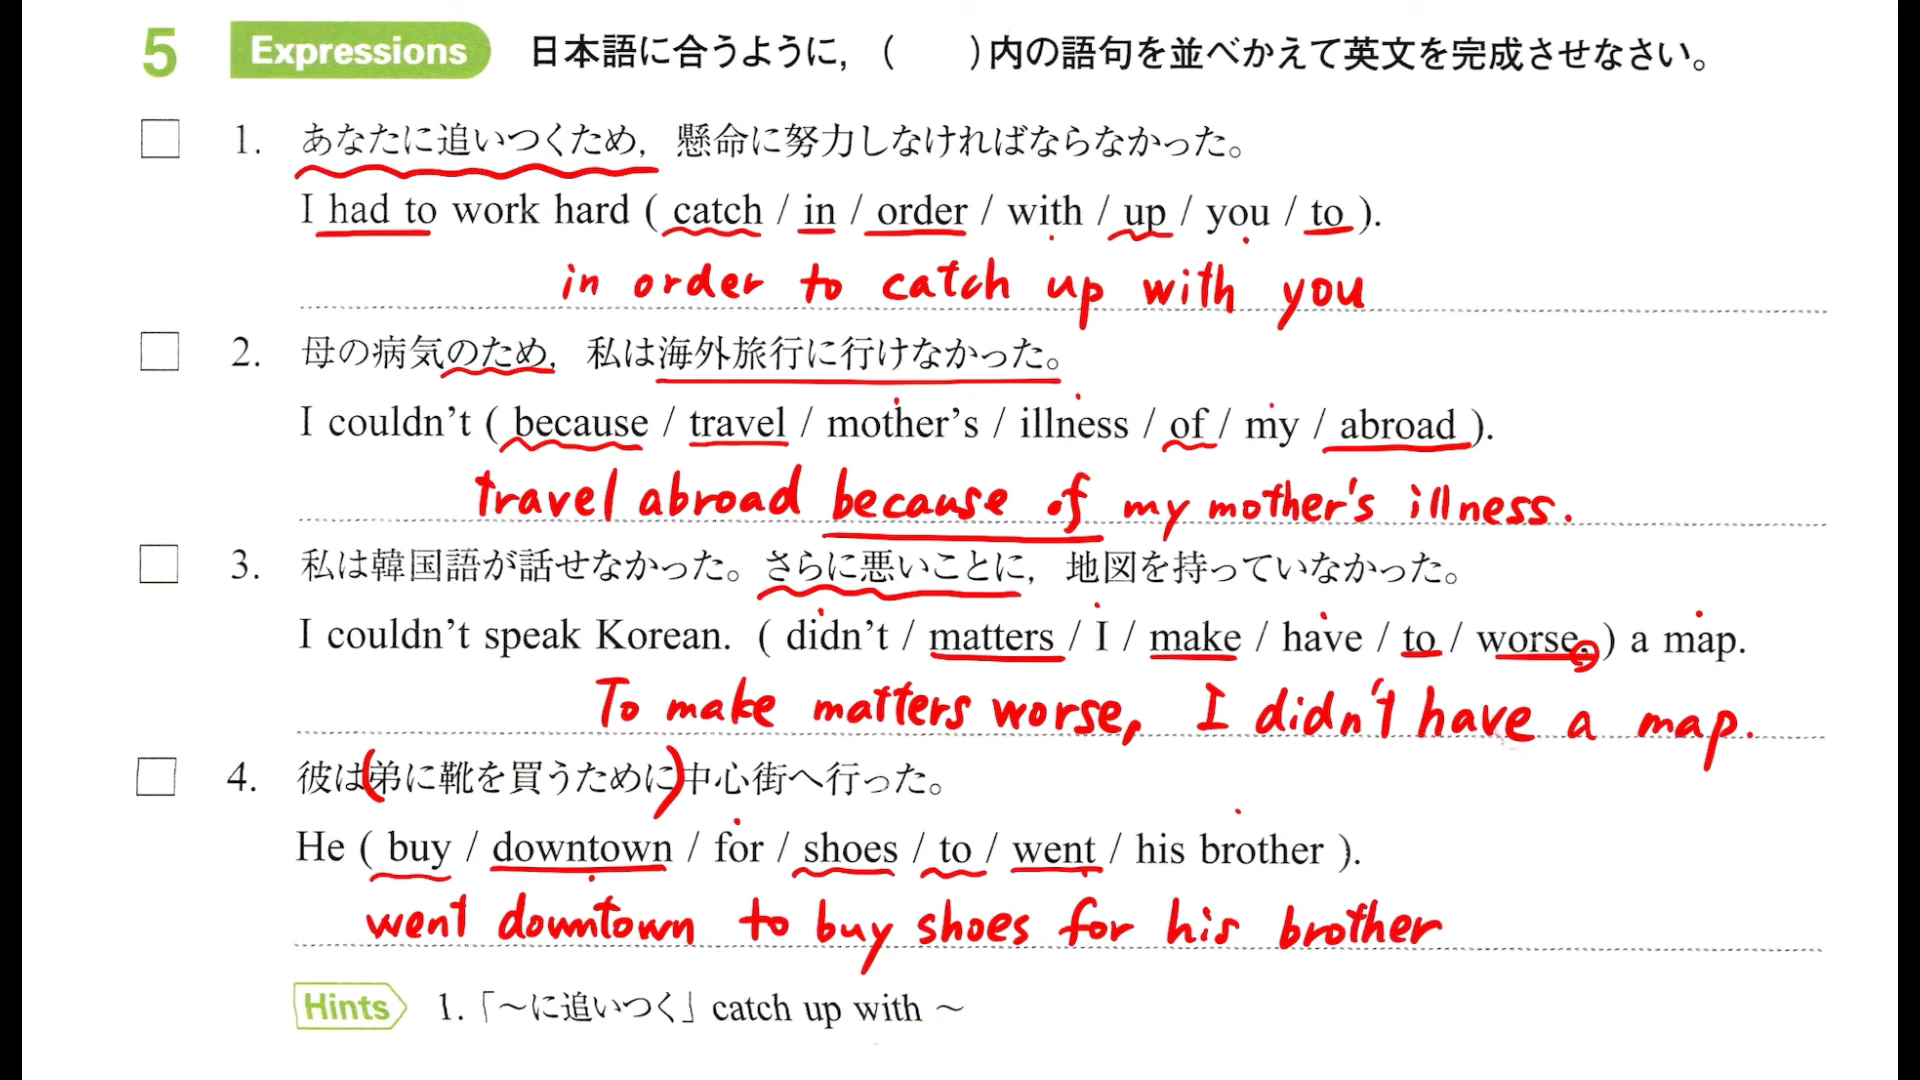 5 Expressions 日本語に合うように,（　　）内の語句を並べかえて英文を完成させなさい。
1. あなたに追いつくため, 懸命に努力しなければならなかった。
I had to work hard ( catch / in / order / with / up / you / to ).
in order to catch up with you
2. 母の病気のため, 私は海外旅行に行けなかった。
I couldn't ( because / travel / mother's / illness / of / my / abroad ).
travel abroad because of my mother's illness.
3. 私は韓国語が話せなかった。さらに悪いことに, 地図を持っていなかった。
I couldn't speak Korean. ( didn't / matters / I / make / have / to / worse, ) a map.
To make matters worse, I didn't have a map.
4. 彼は(弟に靴を買うために)中心街へ行った。
He ( buy / downtown / for / shoes / to / went / his brother ).
went downtown to buy shoes for his brother
Hints 1.「～に追いつく」catch up with ～